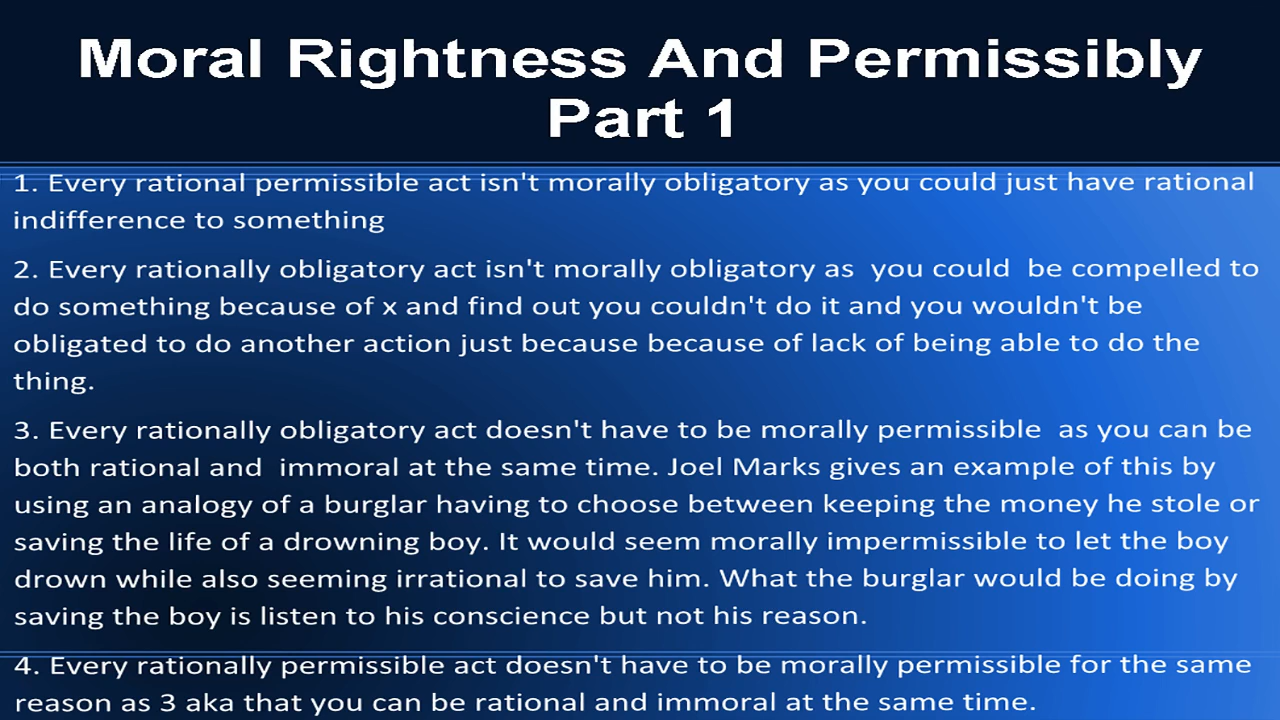 Moral Rightness And Permissibly
Part 1
1. Every rational permissible act isn't morally obligatory as you could just have rational
indifference to something
2. Every rationally obligatory act isn't morally obligatory as  you could  be compelled to
do something because of x and find out you couldn't do it and you wouldn't be
obligated to do another action just because because of lack of being able to do the
thing.
3. Every rationally obligatory act doesn't have to be morally permissible  as you can be
both rational and  immoral at the same time. Joel Marks gives an example of this by
using an analogy of a burglar having to choose between keeping the money he stole or
saving the life of a drowning boy. It would seem morally impermissible to let the boy
drown while also seeming irrational to save him. What the burglar would be doing by
saving the boy is listen to his conscience but not his reason.
4. Every rationally permissible act doesn't have to be morally permissible for the same
reason as 3 aka that you can be rational and immoral at the same time.